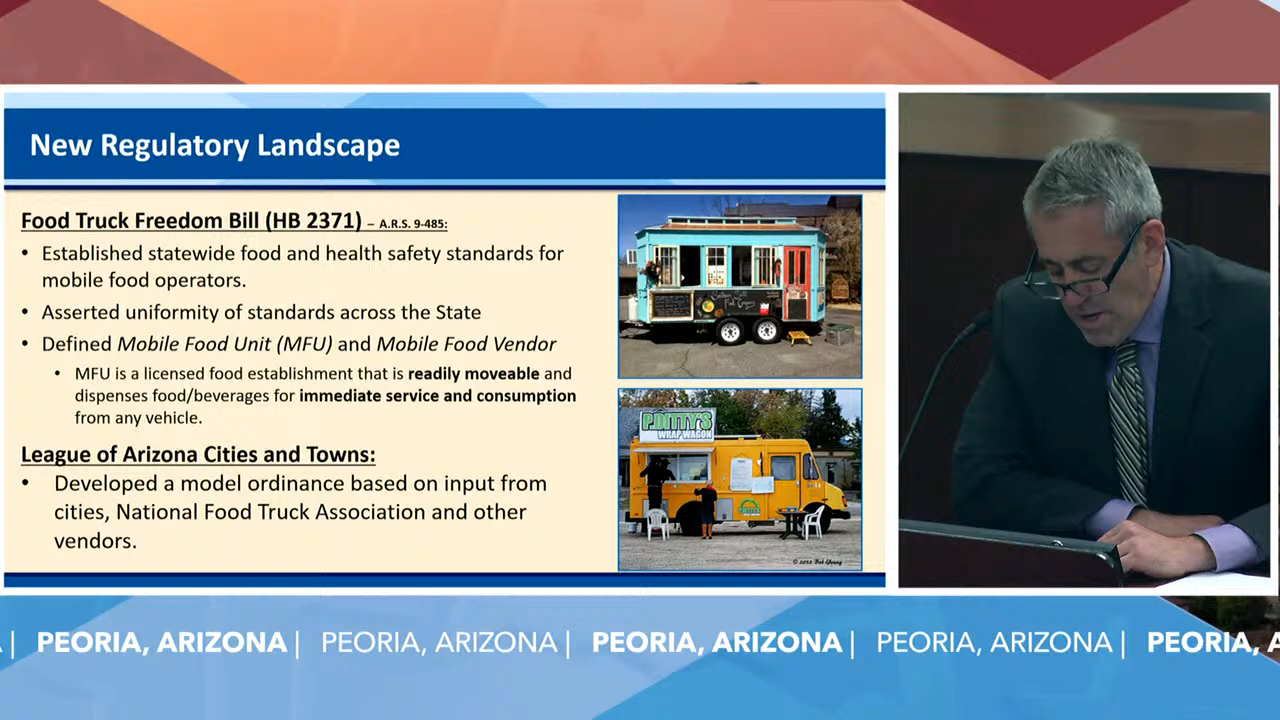 New Regulatory Landscape
Food Truck Freedom Bill (HB 2371) – A.R.S. 9-485:
• Established statewide food and health safety standards for
mobile food operators.
• Asserted uniformity of standards across the State
• Defined Mobile Food Unit (MFU) and Mobile Food Vendor
• MFU is a licensed food establishment that is readily moveable and
dispenses food/beverages for immediate service and consumption
from any vehicle.
League of Arizona Cities and Towns:
• Developed a model ordinance based on input from
cities, National Food Truck Association and other
vendors.
P.DITTY'S
WRAP WAGON
| PEORIA, ARIZONA | PEORIA, ARIZONA | PEORIA, ARIZONA | PEORIA, ARIZONA | PEORIA, A